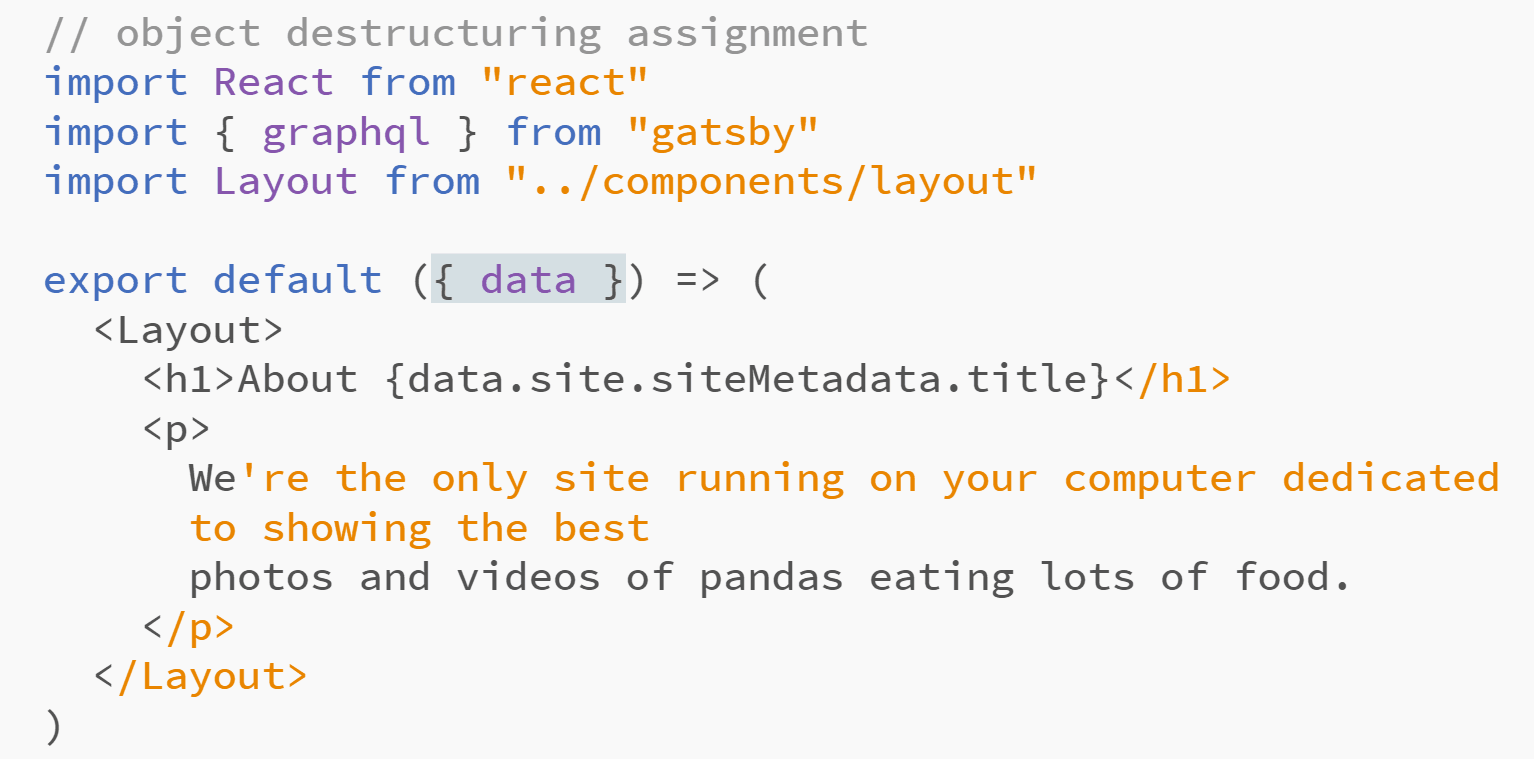 // object destructuring assignment
import React from "react"
import { graphql } from "gatsby"
import Layout from "../components/layout"

export default ({ data }) => (
  <Layout>
    <h1>About {data.site.siteMetadata.title}</h1>
    <p>
      We're the only site running on your computer dedicated
      to showing the best
      photos and videos of pandas eating lots of food.
    </p>
  </Layout>
)